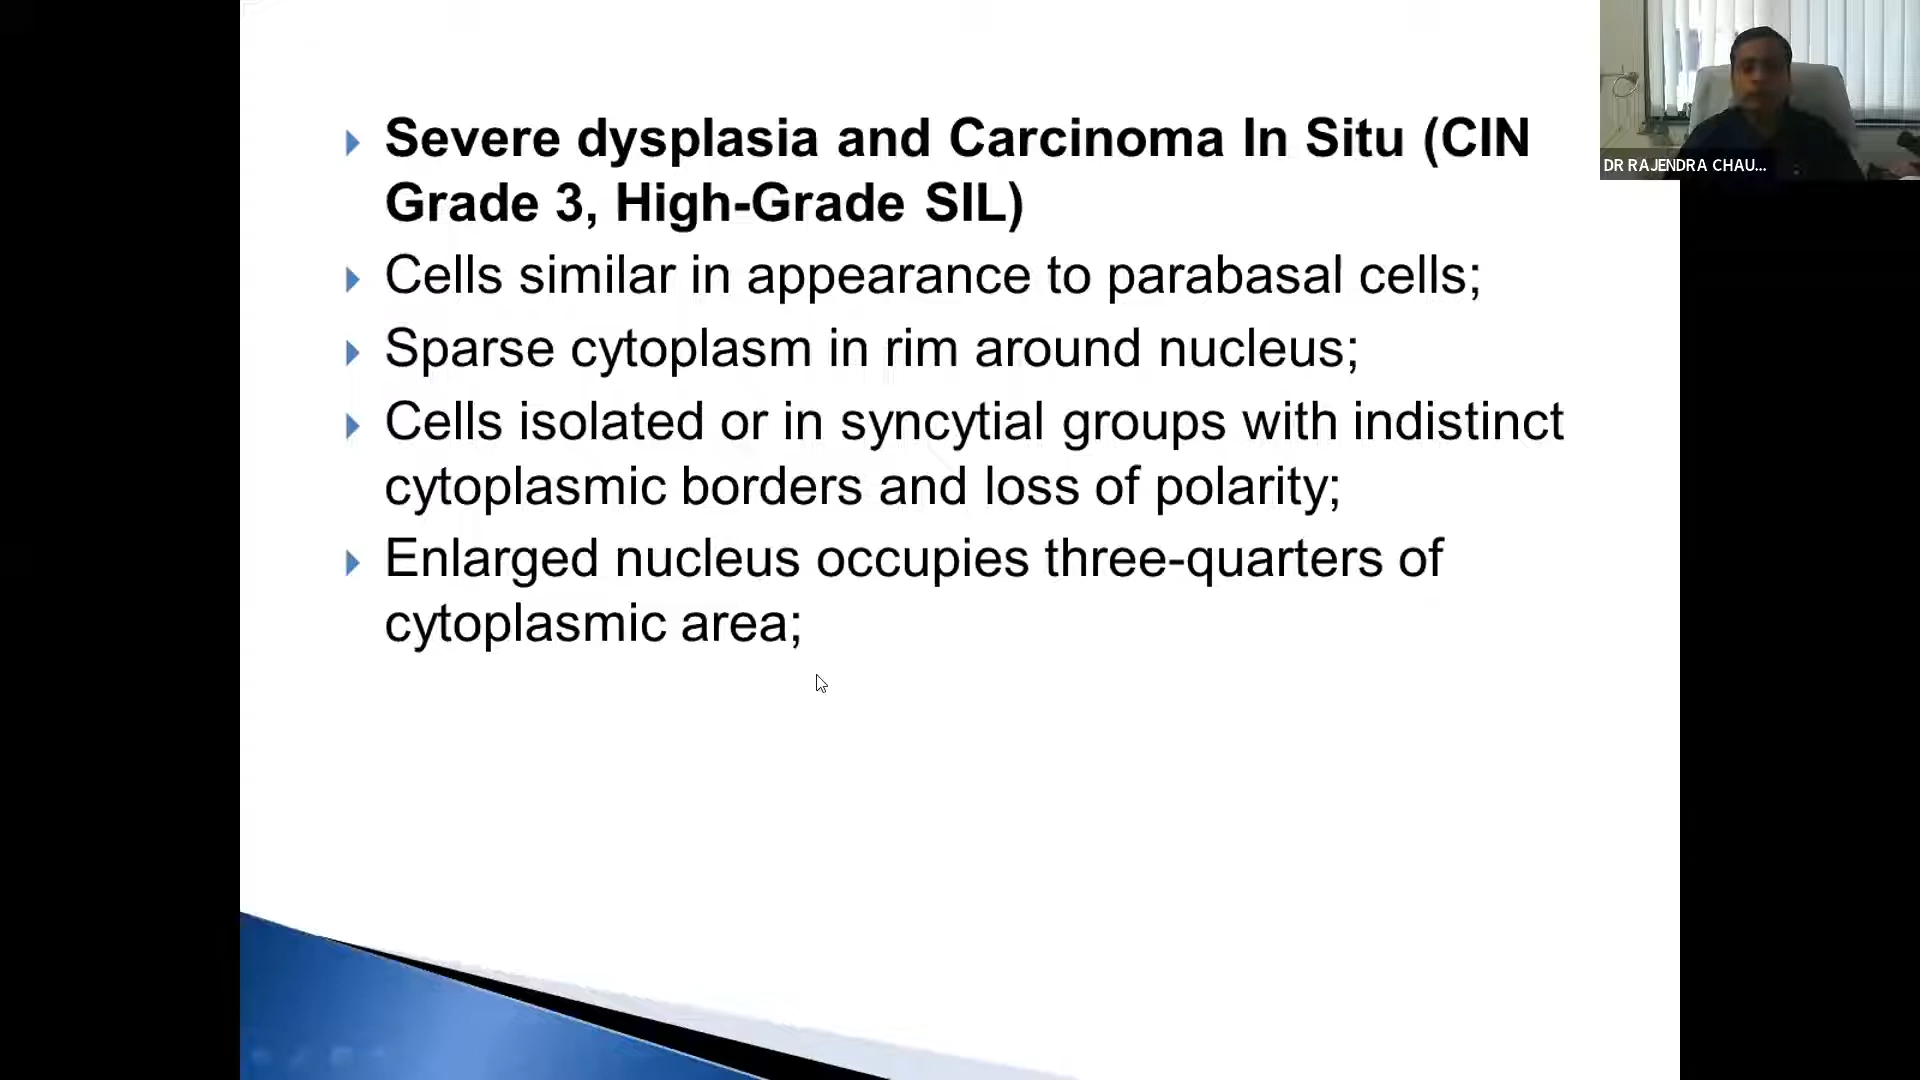 Severe dysplasia and Carcinoma In Situ (CIN
Grade 3, High-Grade SIL)
Cells similar in appearance to parabasal cells;
Sparse cytoplasm in rim around nucleus;
Cells isolated or in syncytial groups with indistinct
cytoplasmic borders and loss of polarity;
Enlarged nucleus occupies three-quarters of
cytoplasmic area;
DR RAJENDRA CHAU...